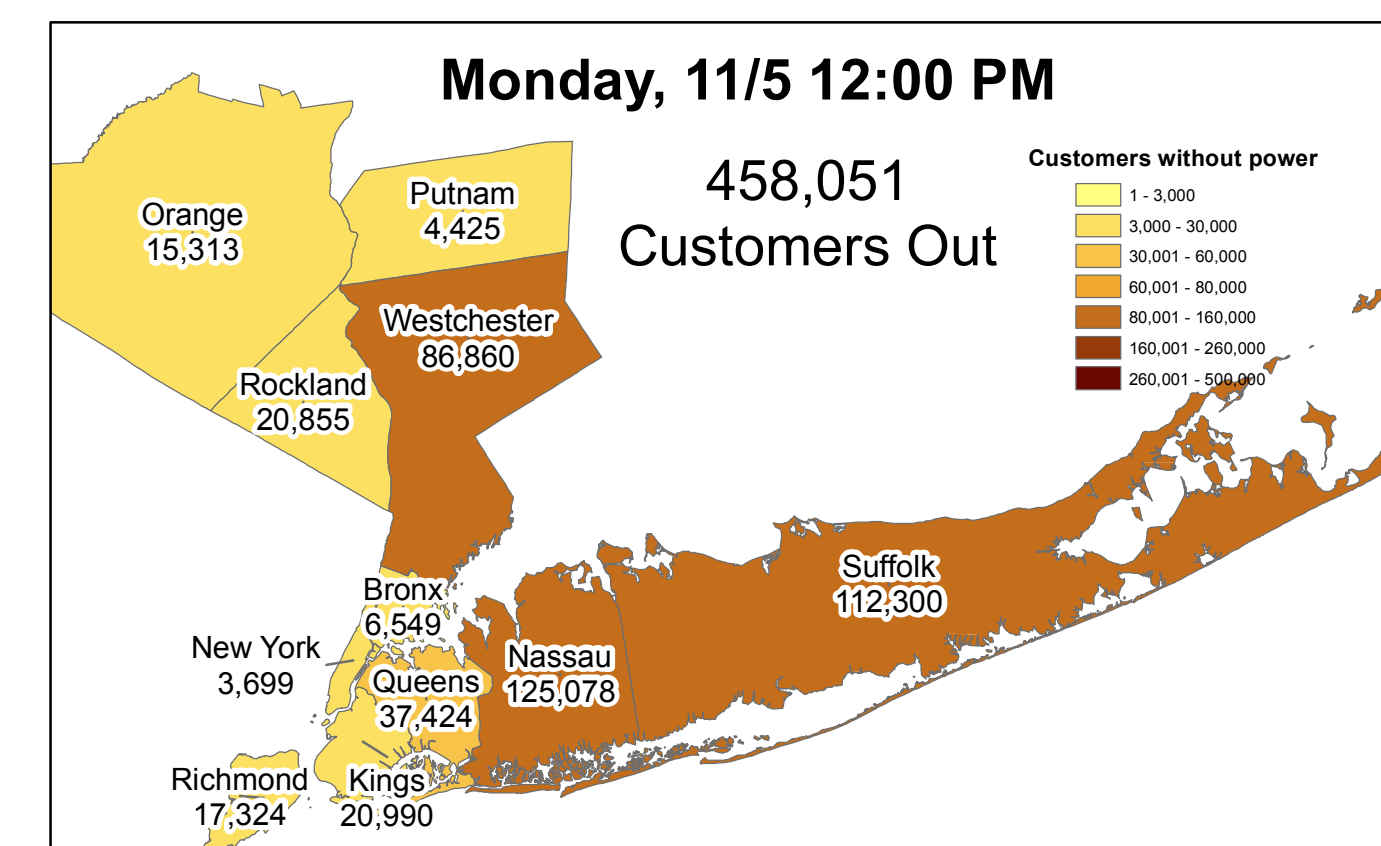 Monday, 11/5 12:00 PM
458,051
Customers Out
Customers without power
1 - 3,000
3,000 - 30,000
30,001 - 60,000
60,001 - 80,000
80,001 - 160,000
160,001 - 260,000
260,001 - 500,000
Orange
15,313
Putnam
4,425
Westchester
86,860
Rockland
20,855
Bronx
6,549
New York
3,699
Queens
37,424
Nassau
125,078
Suffolk
112,300
Richmond
17,324
Kings
20,990